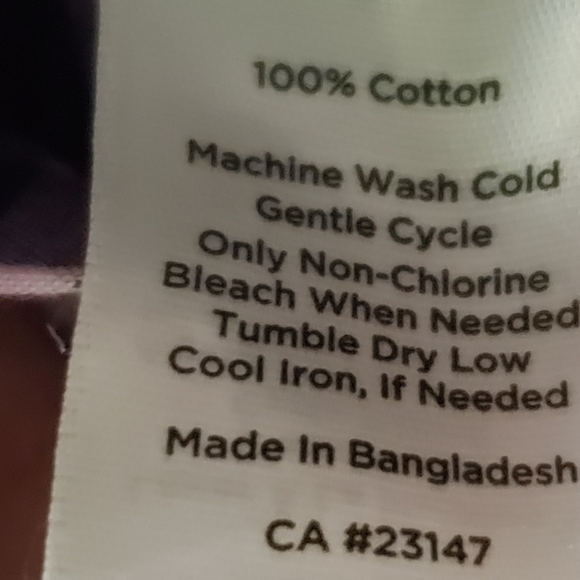 100% Cotton
Machine Wash Cold
Gentle Cycle
Only Non-Chlorine
Bleach When Needed
Tumble Dry Low
Cool Iron, If Needed
Made In Bangladesh
CA #23147